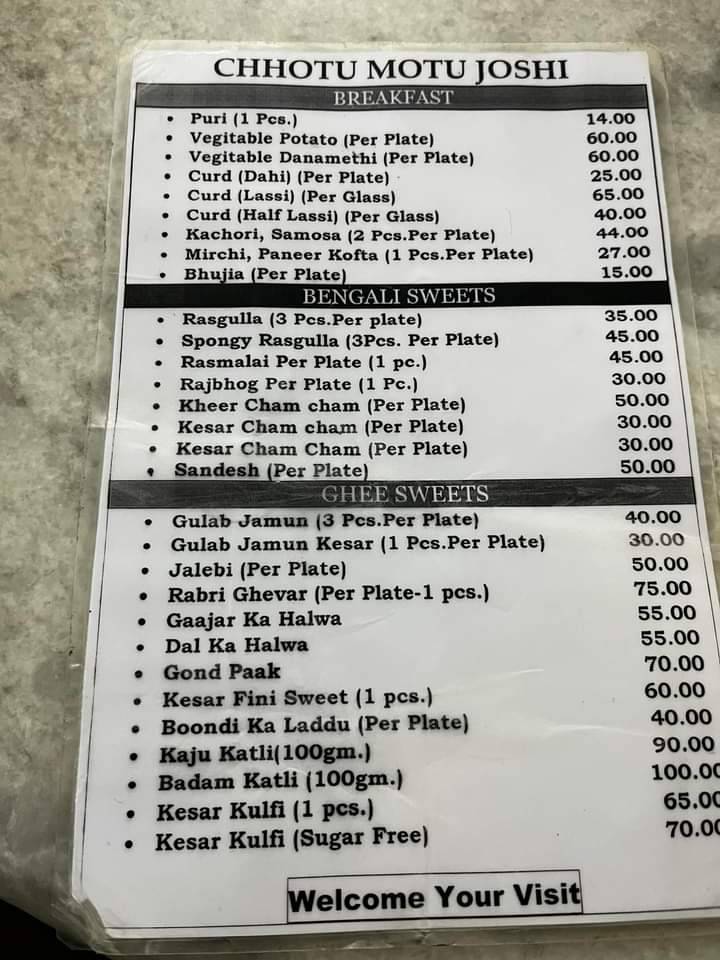 CHHOTU MOTU JOSHI
BREAKFAST
• Puri (1 Pcs.) 14.00
• Vegitable Potato (Per Plate) 60.00
• Vegitable Danamethi (Per Plate) 60.00
• Curd (Dahi) (Per Plate) 25.00
• Curd (Lassi) (Per Glass) 65.00
• Curd (Half Lassi) (Per Glass) 40.00
• Kachori, Samosa (2 Pcs.Per Plate) 44.00
• Mirchi, Paneer Kofta (1 Pcs.Per Plate) 27.00
• Bhujia (Per Plate) 15.00
BENGALI SWEETS
• Rasgulla (3 Pcs.Per plate) 35.00
• Spongy Rasgulla (3Pcs. Per Plate) 45.00
• Rasmalai Per Plate (1 pc.) 45.00
• Rajbhog Per Plate (1 Pc.) 30.00
• Kheer Cham cham (Per Plate) 50.00
• Kesar Cham cham (Per Plate) 30.00
• Kesar Cham Cham (Per Plate) 30.00
• Sandesh (Per Plate) 50.00
GHEE SWEETS
• Gulab Jamun (3 Pcs.Per Plate) 40.00
• Gulab Jamun Kesar (1 Pcs.Per Plate) 30.00
• Jalebi (Per Plate) 50.00
• Rabri Ghevar (Per Plate-1 pcs.) 75.00
• Gaajar Ka Halwa 55.00
• Dal Ka Halwa 55.00
• Gond Paak 70.00
• Kesar Fini Sweet (1 pcs.) 60.00
• Boondi Ka Laddu (Per Plate) 40.00
• Kaju Katli(100gm.) 90.00
• Badam Katli (100gm.) 100.00
• Kesar Kulfi (1 pcs.) 65.00
• Kesar Kulfi (Sugar Free) 70.00
Welcome Your Visit